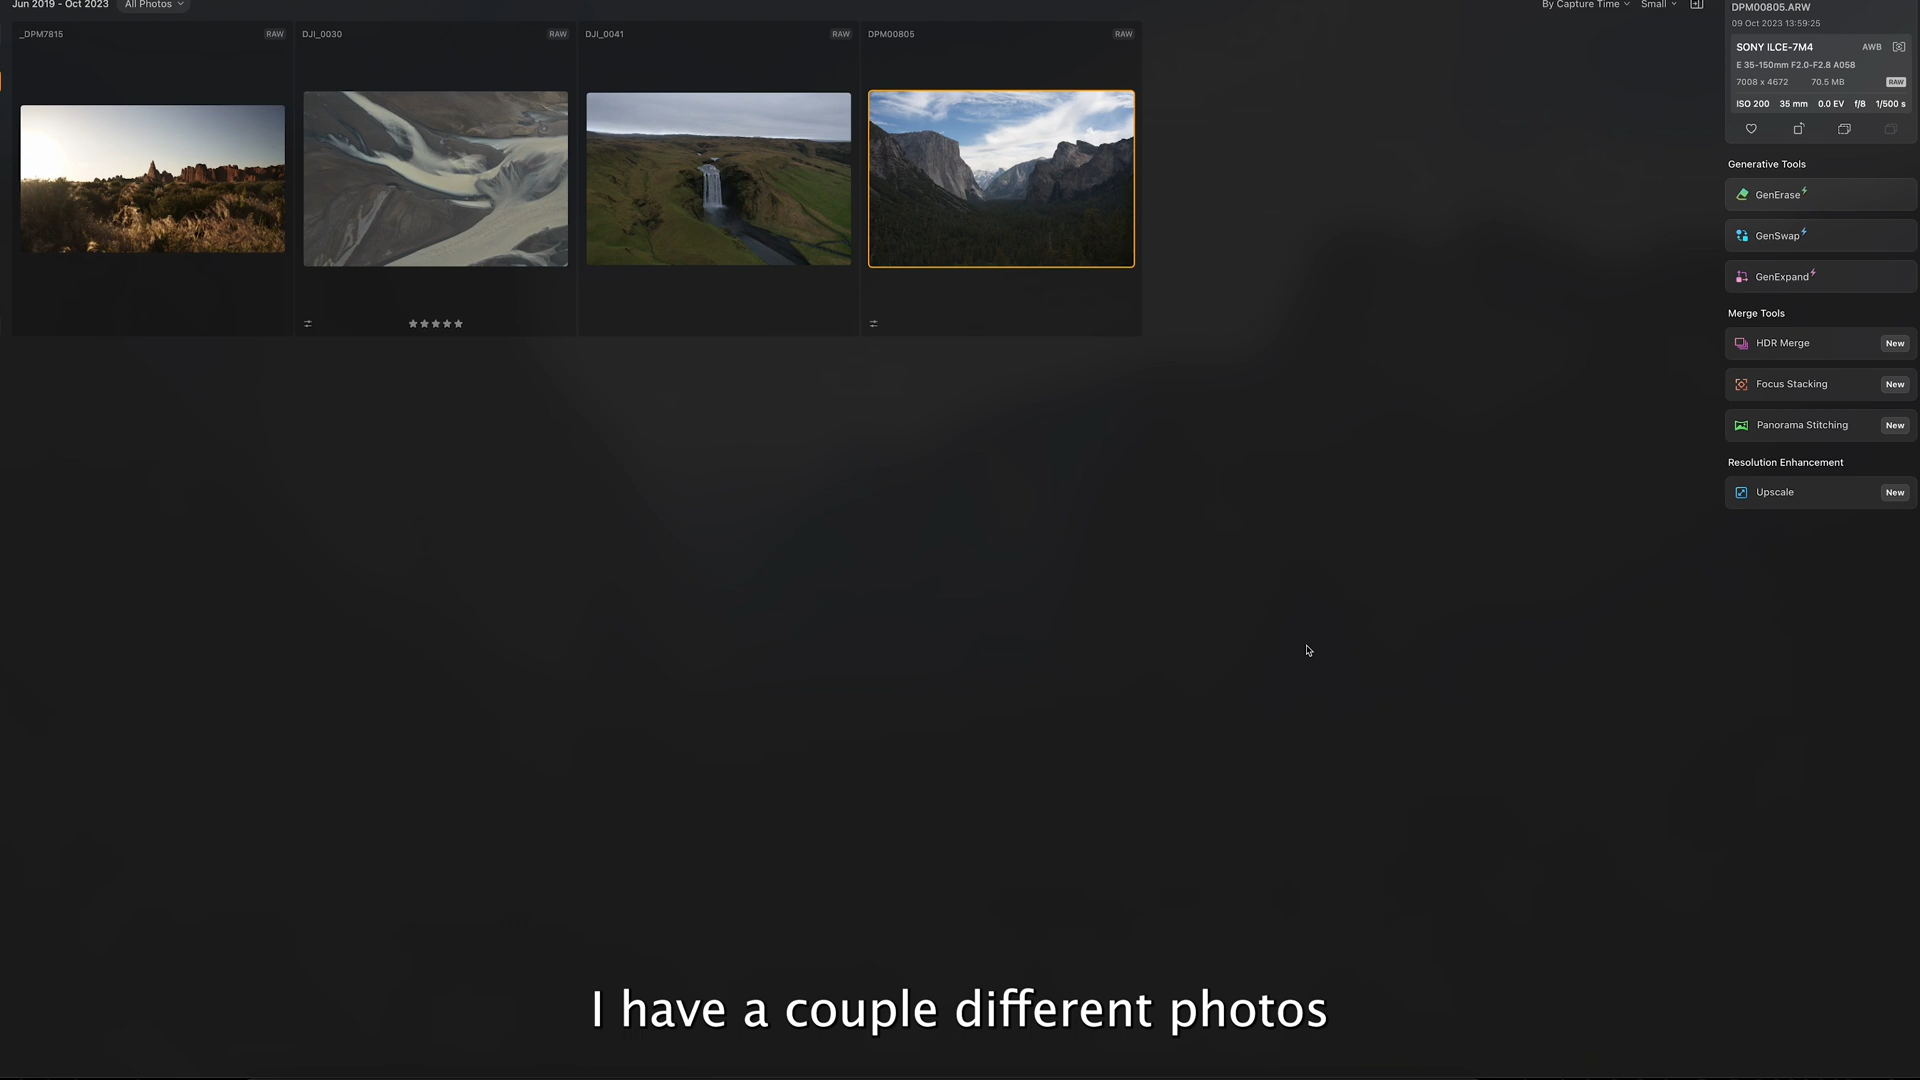 Jun 2019 - Oct 2023 All Photos
By Capture Time Small
_DPM7815 RAW
DJI_0030 RAW
DJI_0041 RAW
DPM00805 RAW
DPM00805.ARW
09 Oct 2023 13:59:25
SONY ILCE-7M4 AWB
E 35-150mm F2.0-F2.8 A058
7008 x 4672 70.5 MB RAW
ISO 200 35 mm 0.0 EV f/8 1/500 s
Generative Tools
GenErase
GenSwap
GenExpand
Merge Tools
HDR Merge New
Focus Stacking New
Panorama Stitching New
Resolution Enhancement
Upscale New
I have a couple different photos